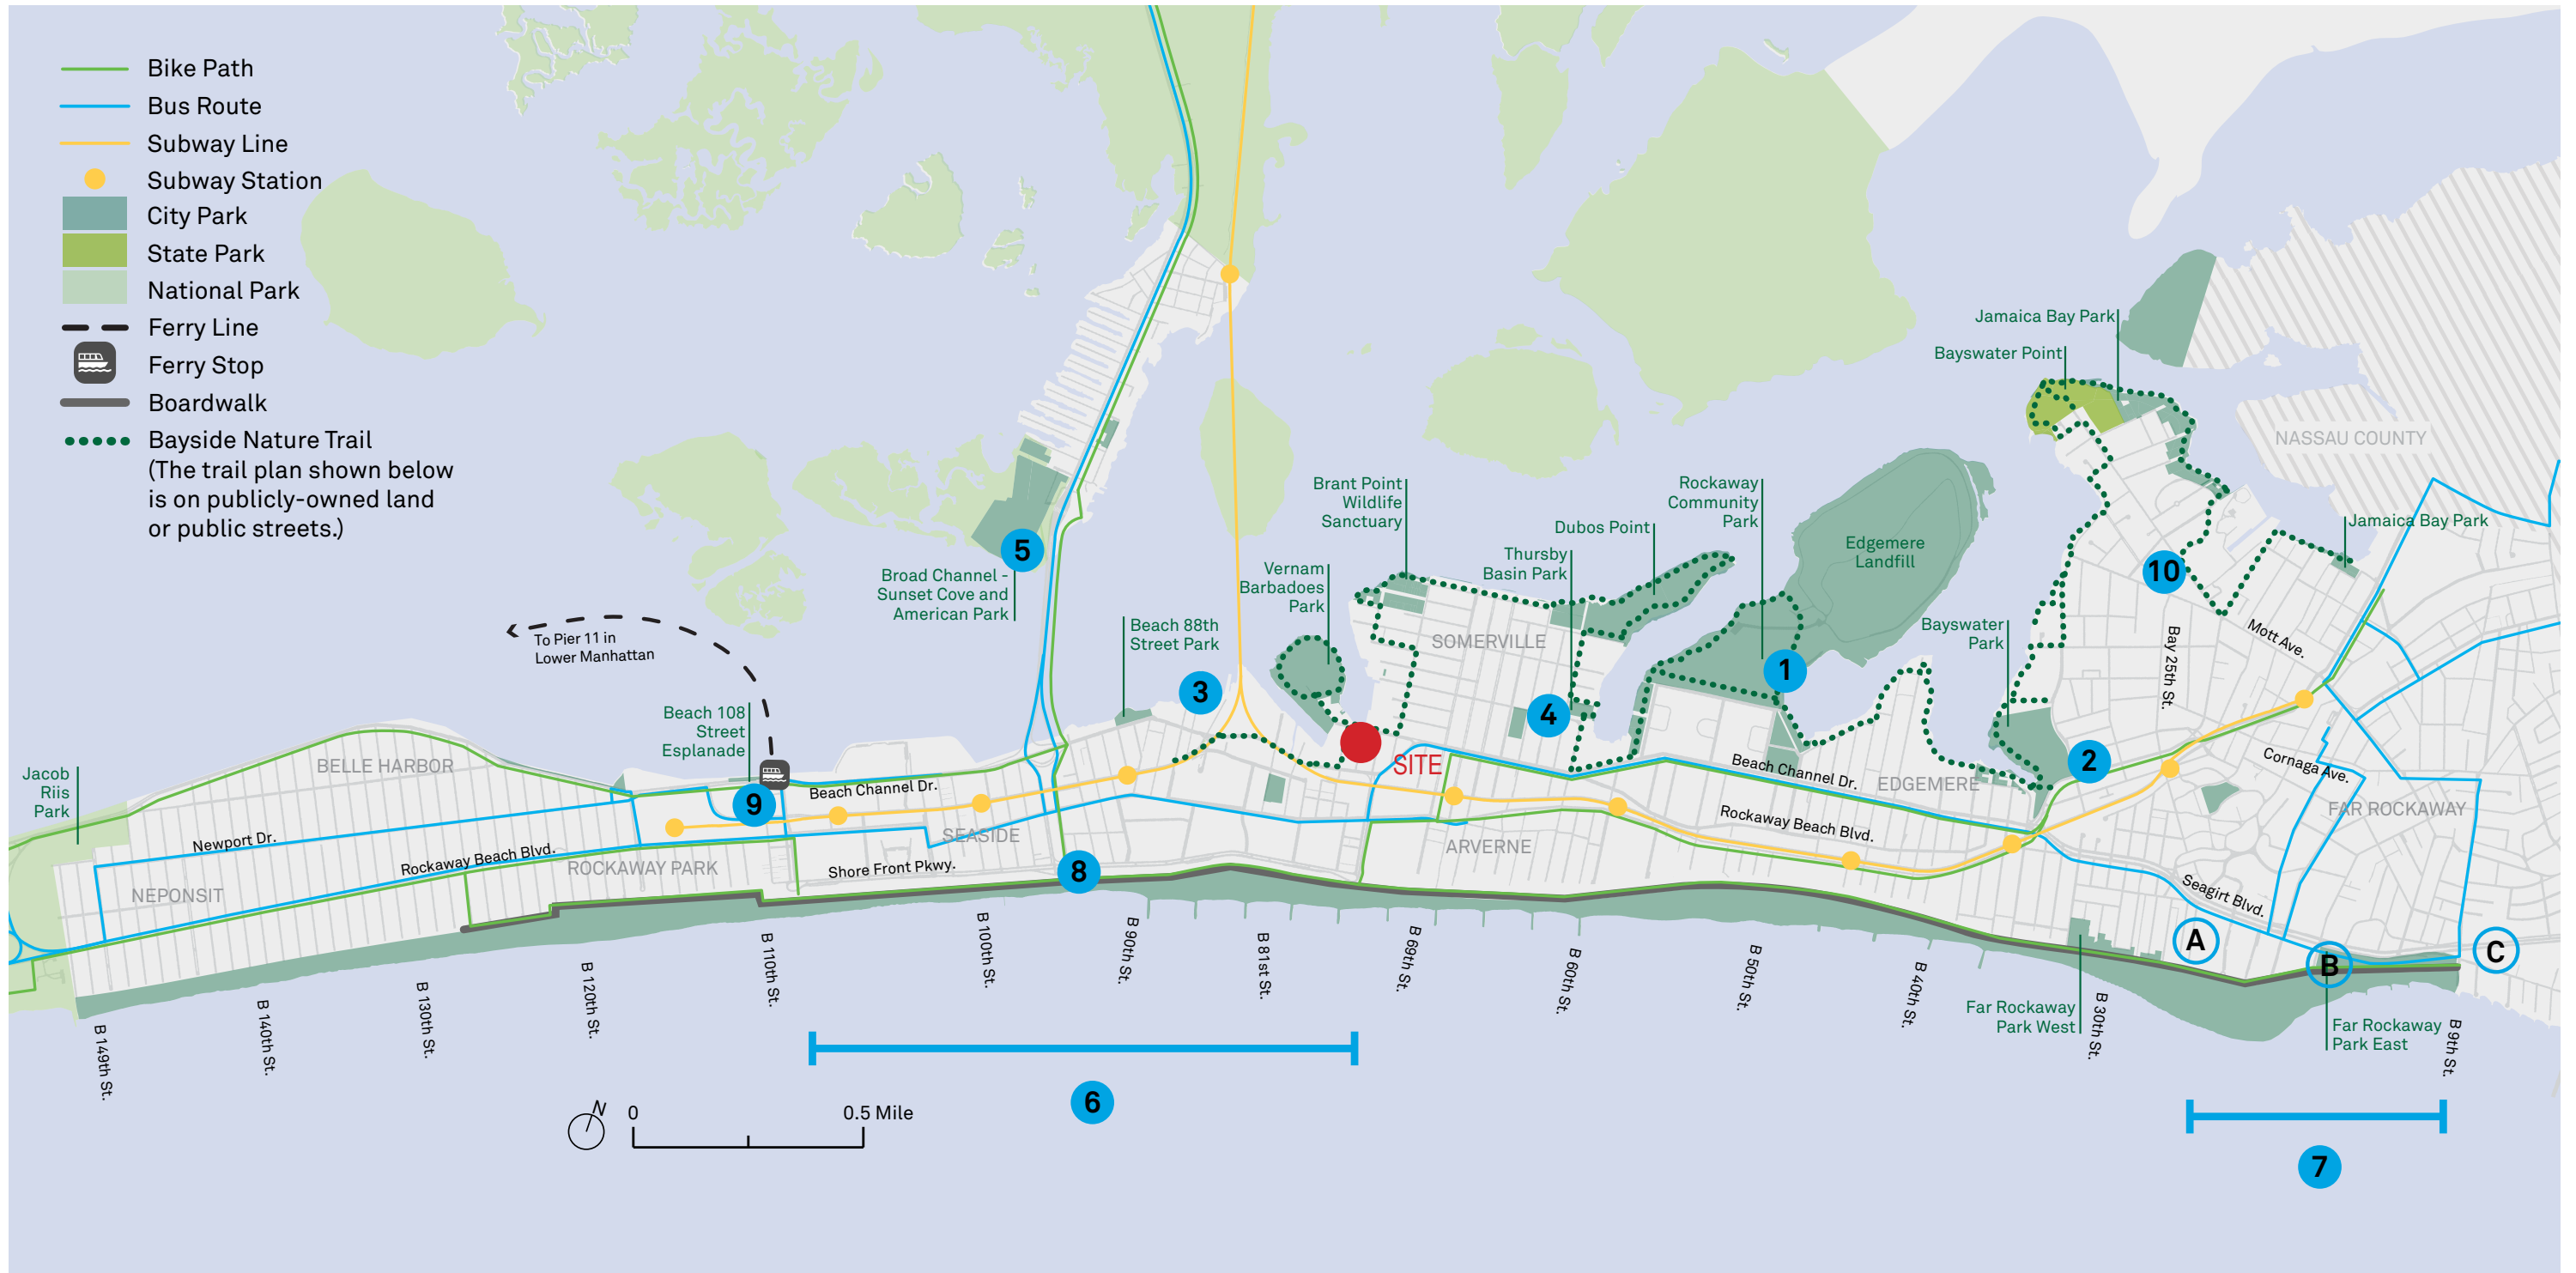 Bike Path
Bus Route
Subway Line
Subway Station
City Park
State Park
National Park
Ferry Line
Ferry Stop
Boardwalk
Bayside Nature Trail
(The trail plan shown below
is on publicly-owned land
or public streets.)
Jamaica Bay Park
Bayswater Point
NASSAU COUNTY
Brant Point
Wildlife
Sanctuary
Rockaway
Community
Park
Dubos Point
Thursby
Basin Park
Edgemere
Landfill
Jamaica Bay Park
5
10
Broad Channel -
Sunset Cove and
American Park
Vernam
Barbadoes
Park
To Pier 11 in
Lower Manhattan
Beach 88th
Street Park
SOMERVILLE
Bayswater
Park
Bay 25th St.
Mott Ave.
3
1
4
Beach 108
Street
Esplanade
SITE
2
Jacob
Riis
Park
BELLE HARBOR
Beach Channel Dr.
9
Beach Channel Dr.
EDGEMERE
Cornaga Ave.
FAR ROCKAWAY
Newport Dr.
Rockaway Beach Blvd.
SEASIDE
Rockaway Beach Blvd.
ARVERNE
ROCKAWAY PARK
Shore Front Pkwy.
8
NEPONSIT
Seagirt Blvd.
A
B
C
B 149th St.
B 140th St.
B 130th St.
B 120th St.
B 110th St.
B 100th St.
B 90th St.
B 81st St.
B 69th St.
B 60th St.
B 50th St.
B 40th St.
Far Rockaway
Park West
B 30th St.
Far Rockaway
Park East
B 9th St.
6
7
N
0
0.5 Mile